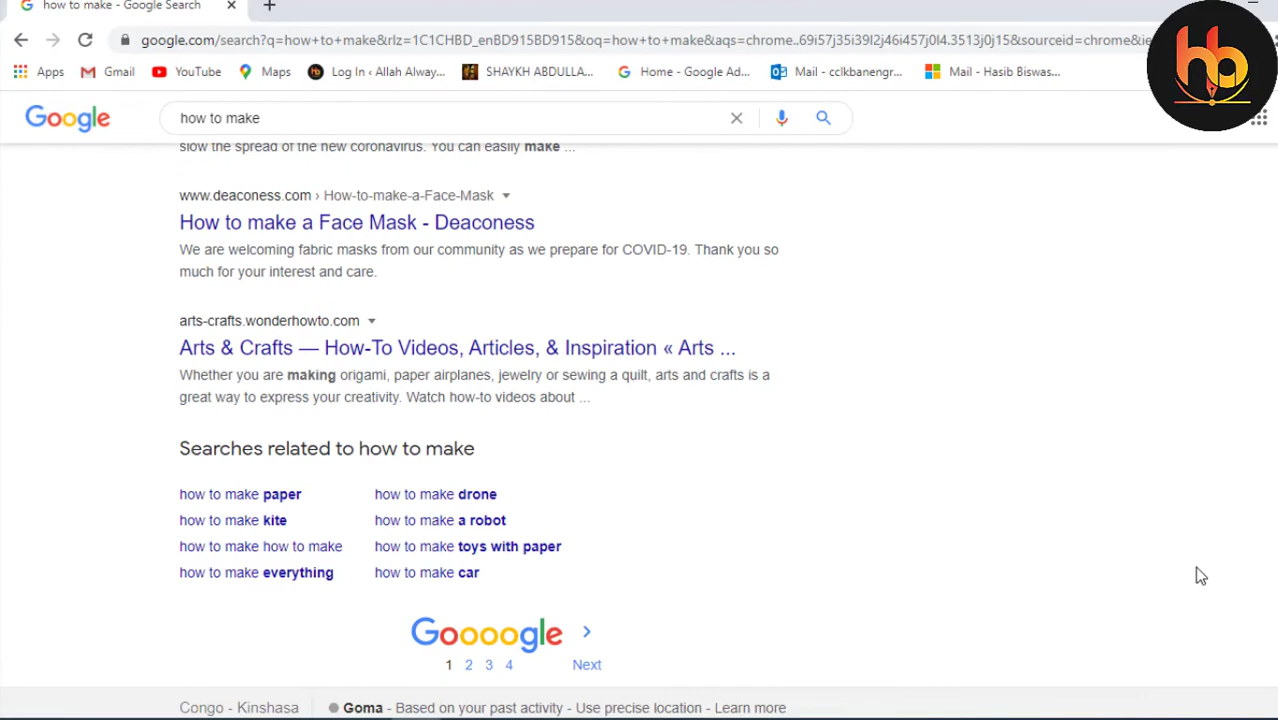 how to make - Google Search
google.com/search?q=how+to+make&rlz=1C1CHBD_enBD915BD915&oq=how+to+make&aqs=chrome..69i57j35i39l2j46i457j0l4.3513j0j15&sourceid=chrome&ie
Apps Gmail YouTube Maps Log In ‹ Allah Alway... SHAYKH ABDULLA... Home - Google Ad... Mail - cclkbanengr... Mail - Hasib Biswas...
hb
Google how to make
slow the spread of the new coronavirus. You can easily make ...
www.deaconess.com › How-to-make-a-Face-Mask
How to make a Face Mask - Deaconess
We are welcoming fabric masks from our community as we prepare for COVID-19. Thank you so
much for your interest and care.
arts-crafts.wonderhowto.com
Arts & Crafts — How-To Videos, Articles, & Inspiration « Arts ...
Whether you are making origami, paper airplanes, jewelry or sewing a quilt, arts and crafts is a
great way to express your creativity. Watch how-to videos about ...
Searches related to how to make
how to make paper how to make drone
how to make kite how to make a robot
how to make how to make how to make toys with paper
how to make everything how to make car
Goooogle
1 2 3 4 Next
Congo - Kinshasa Goma - Based on your past activity - Use precise location - Learn more